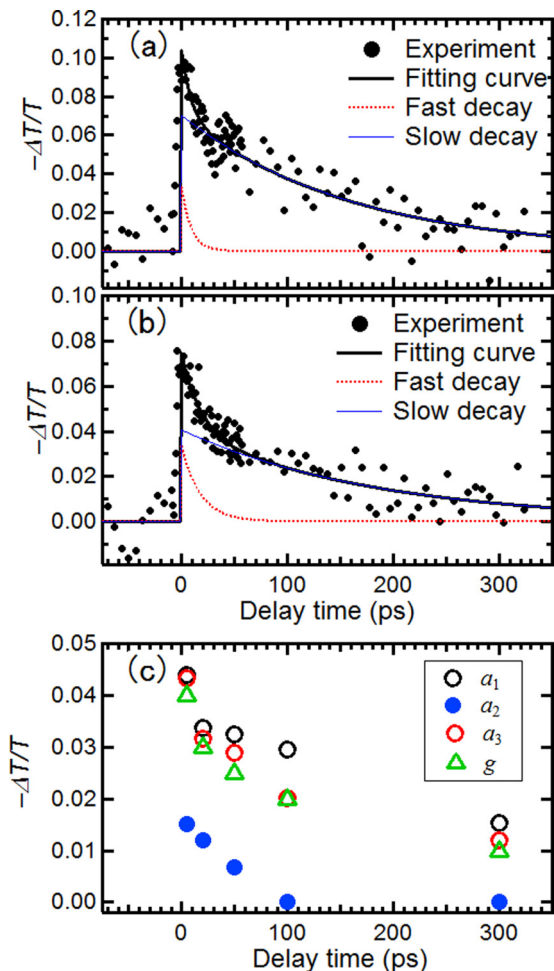 0.12
(a)
Experiment
0.10
Fitting curve
0.08
Fast decay
0.06
Slow decay
0.04
0.02
0.00
−ΔT/T
0.10
(b)
Experiment
0.08
Fitting curve
0.06
Fast decay
Slow decay
0.04
0.02
0.00
−ΔT/T
0 100 200 300
Delay time (ps)
0.05
(c)
a1
0.04
a2
a3
0.03
g
0.02
0.01
0.00
−ΔT/T
0 100 200 300
Delay time (ps)